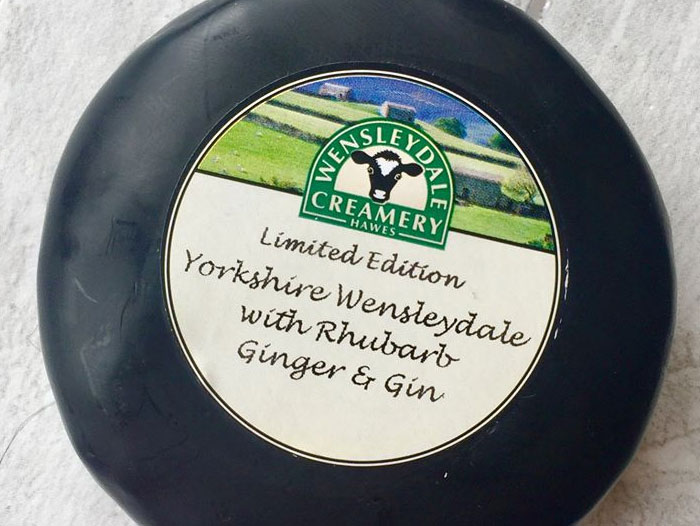 WENSLEYDALE
CREAMERY
HAWES
Limited Edition
Yorkshire Wensleydale
with Rhubarb
Ginger & Gin